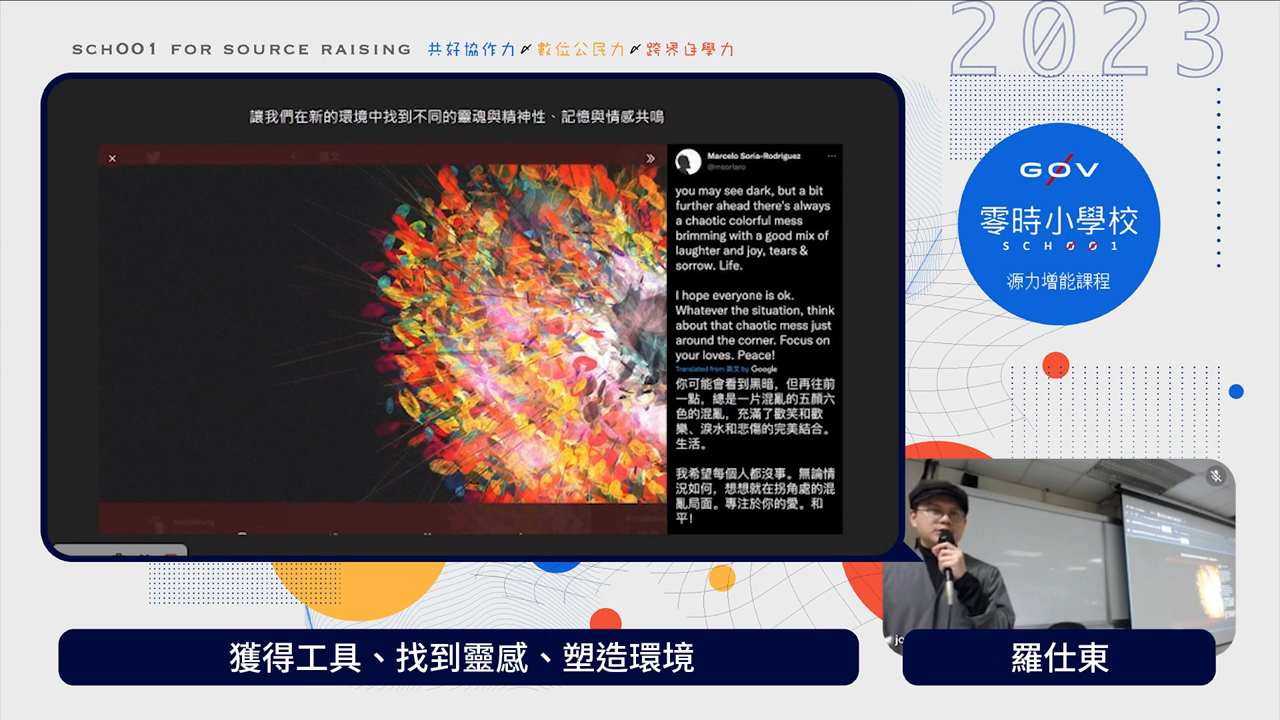 SCH001 FOR SOURCE RAISING 共好協作力 數位公民力 跨界自學力
2023
讓我們在新的環境中找到不同的靈魂與精神性、記憶與情感共鳴
Marcelo Soria-Rodriguez
@msoriaro
you may see dark, but a bit
further ahead there's always
a chaotic colorful mess
brimming with a good mix of
laughter and joy, tears &
sorrow. Life.
I hope everyone is ok.
Whatever the situation, think
about that chaotic mess just
around the corner. Focus on
your loves. Peace!
Translated from 英文 by Google
你可能會看到黑暗，但再往前
一點，總是一片混亂的五顏六
色的混亂，充滿了歡笑和歡
樂、淚水和悲傷的完美結合。
生活。
我希望每個人都沒事。無論情
況如何，想想就在拐角處的混
亂局面。專注於你的愛。和
平！
G0V
零時小學校
SCH001
源力增能課程
獲得工具、找到靈感、塑造環境
羅仕東